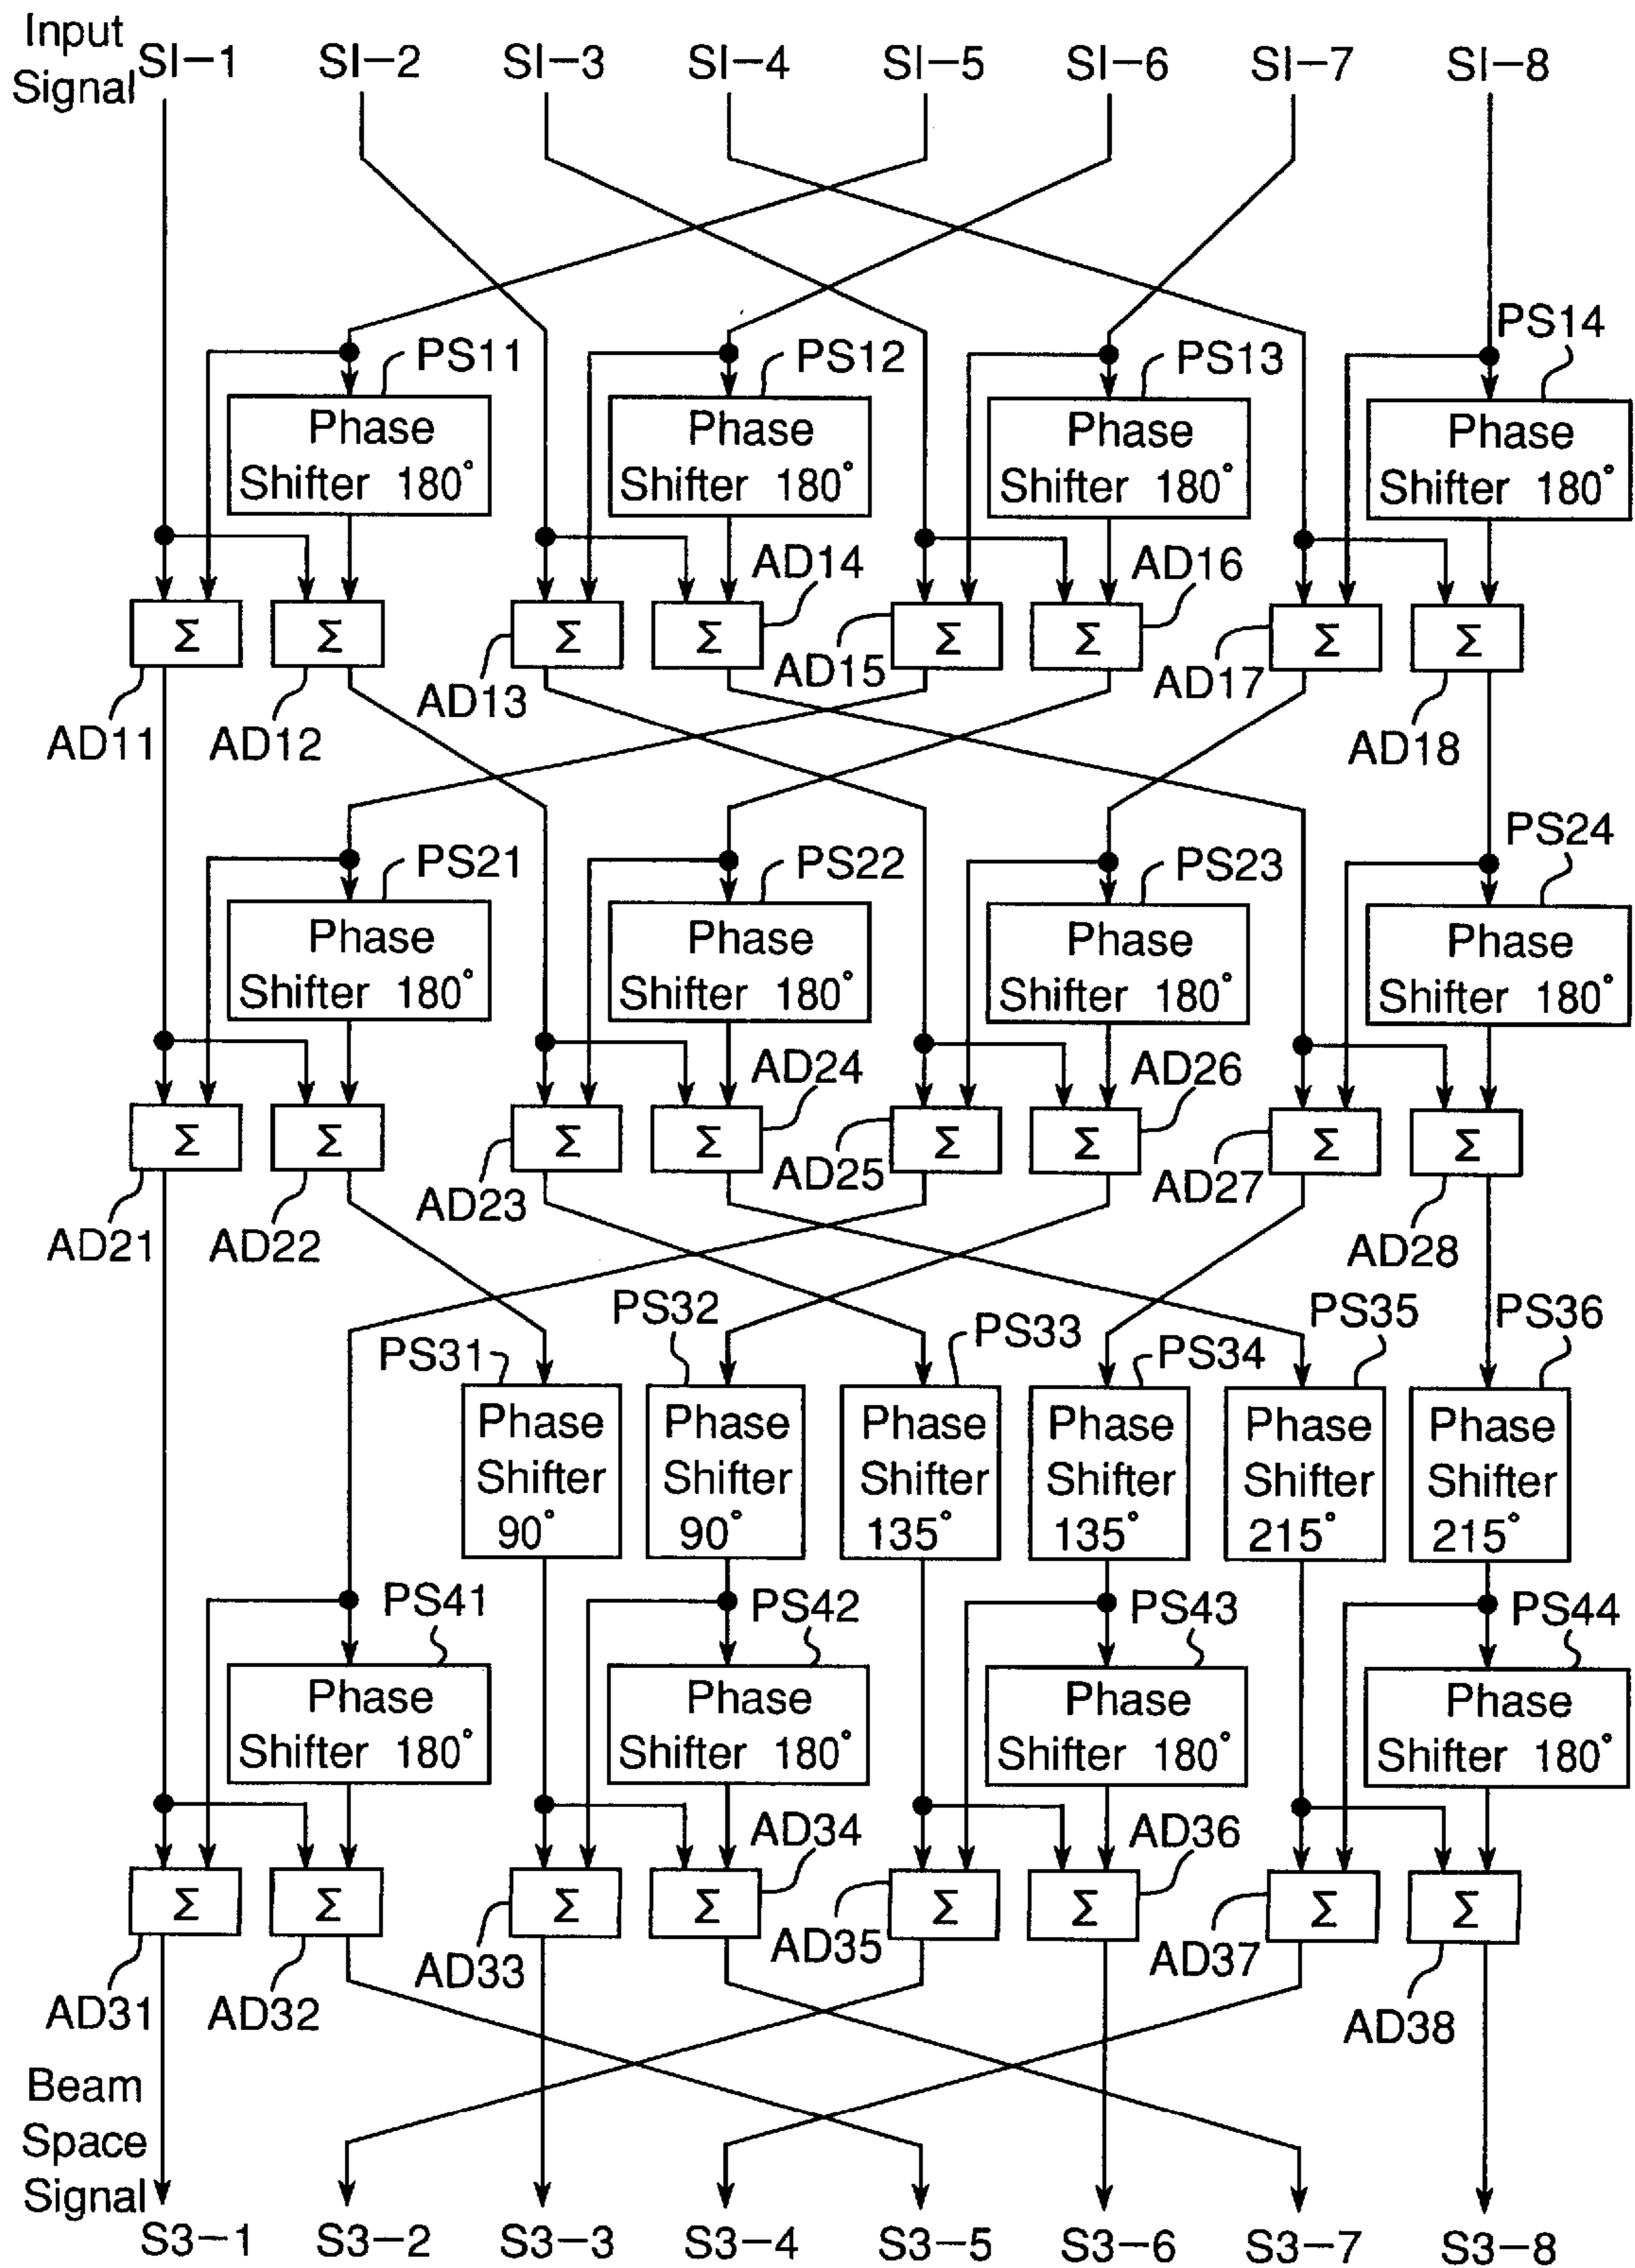 Input
Signal
SI-1 SI-2 SI-3 SI-4 SI-5 SI-6 SI-7 SI-8
PS14
PS11 PS12 PS13
Phase
Shifter 180°
Phase
Shifter 180°
Phase
Shifter 180°
Phase
Shifter 180°
AD14 AD16
Σ Σ Σ Σ Σ Σ Σ Σ
AD15 AD17
AD13
AD11 AD12 AD18
PS24
PS21 PS22 PS23
Phase
Shifter 180°
Phase
Shifter 180°
Phase
Shifter 180°
Phase
Shifter 180°
AD24 AD26
Σ Σ Σ Σ Σ Σ Σ Σ
AD25 AD27
AD23
AD21 AD22 AD28
PS32 PS35 PS36
PS31 PS33 PS34
Phase
Shifter
90°
Phase
Shifter
90°
Phase
Shifter
135°
Phase
Shifter
135°
Phase
Shifter
215°
Phase
Shifter
215°
PS41 PS42 PS43 PS44
Phase
Shifter 180°
Phase
Shifter 180°
Phase
Shifter 180°
Phase
Shifter 180°
AD34 AD36
Σ Σ Σ Σ Σ Σ Σ Σ
AD33 AD35 AD37
AD31 AD32 AD38
Beam
Space
Signal
S3-1 S3-2 S3-3 S3-4 S3-5 S3-6 S3-7 S3-8